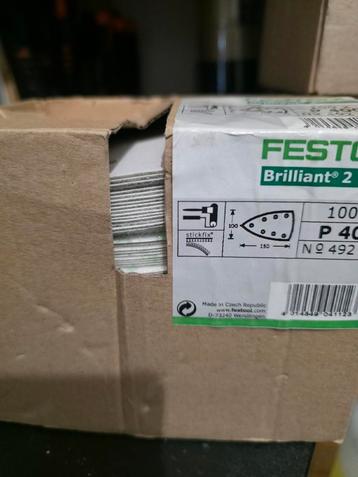 FESTO
Brilliant® 2
100
P 40
stickfix®
100
150
Nº 492
Made in Czech Republic
www.festool.com
D-73240 Wendlingen